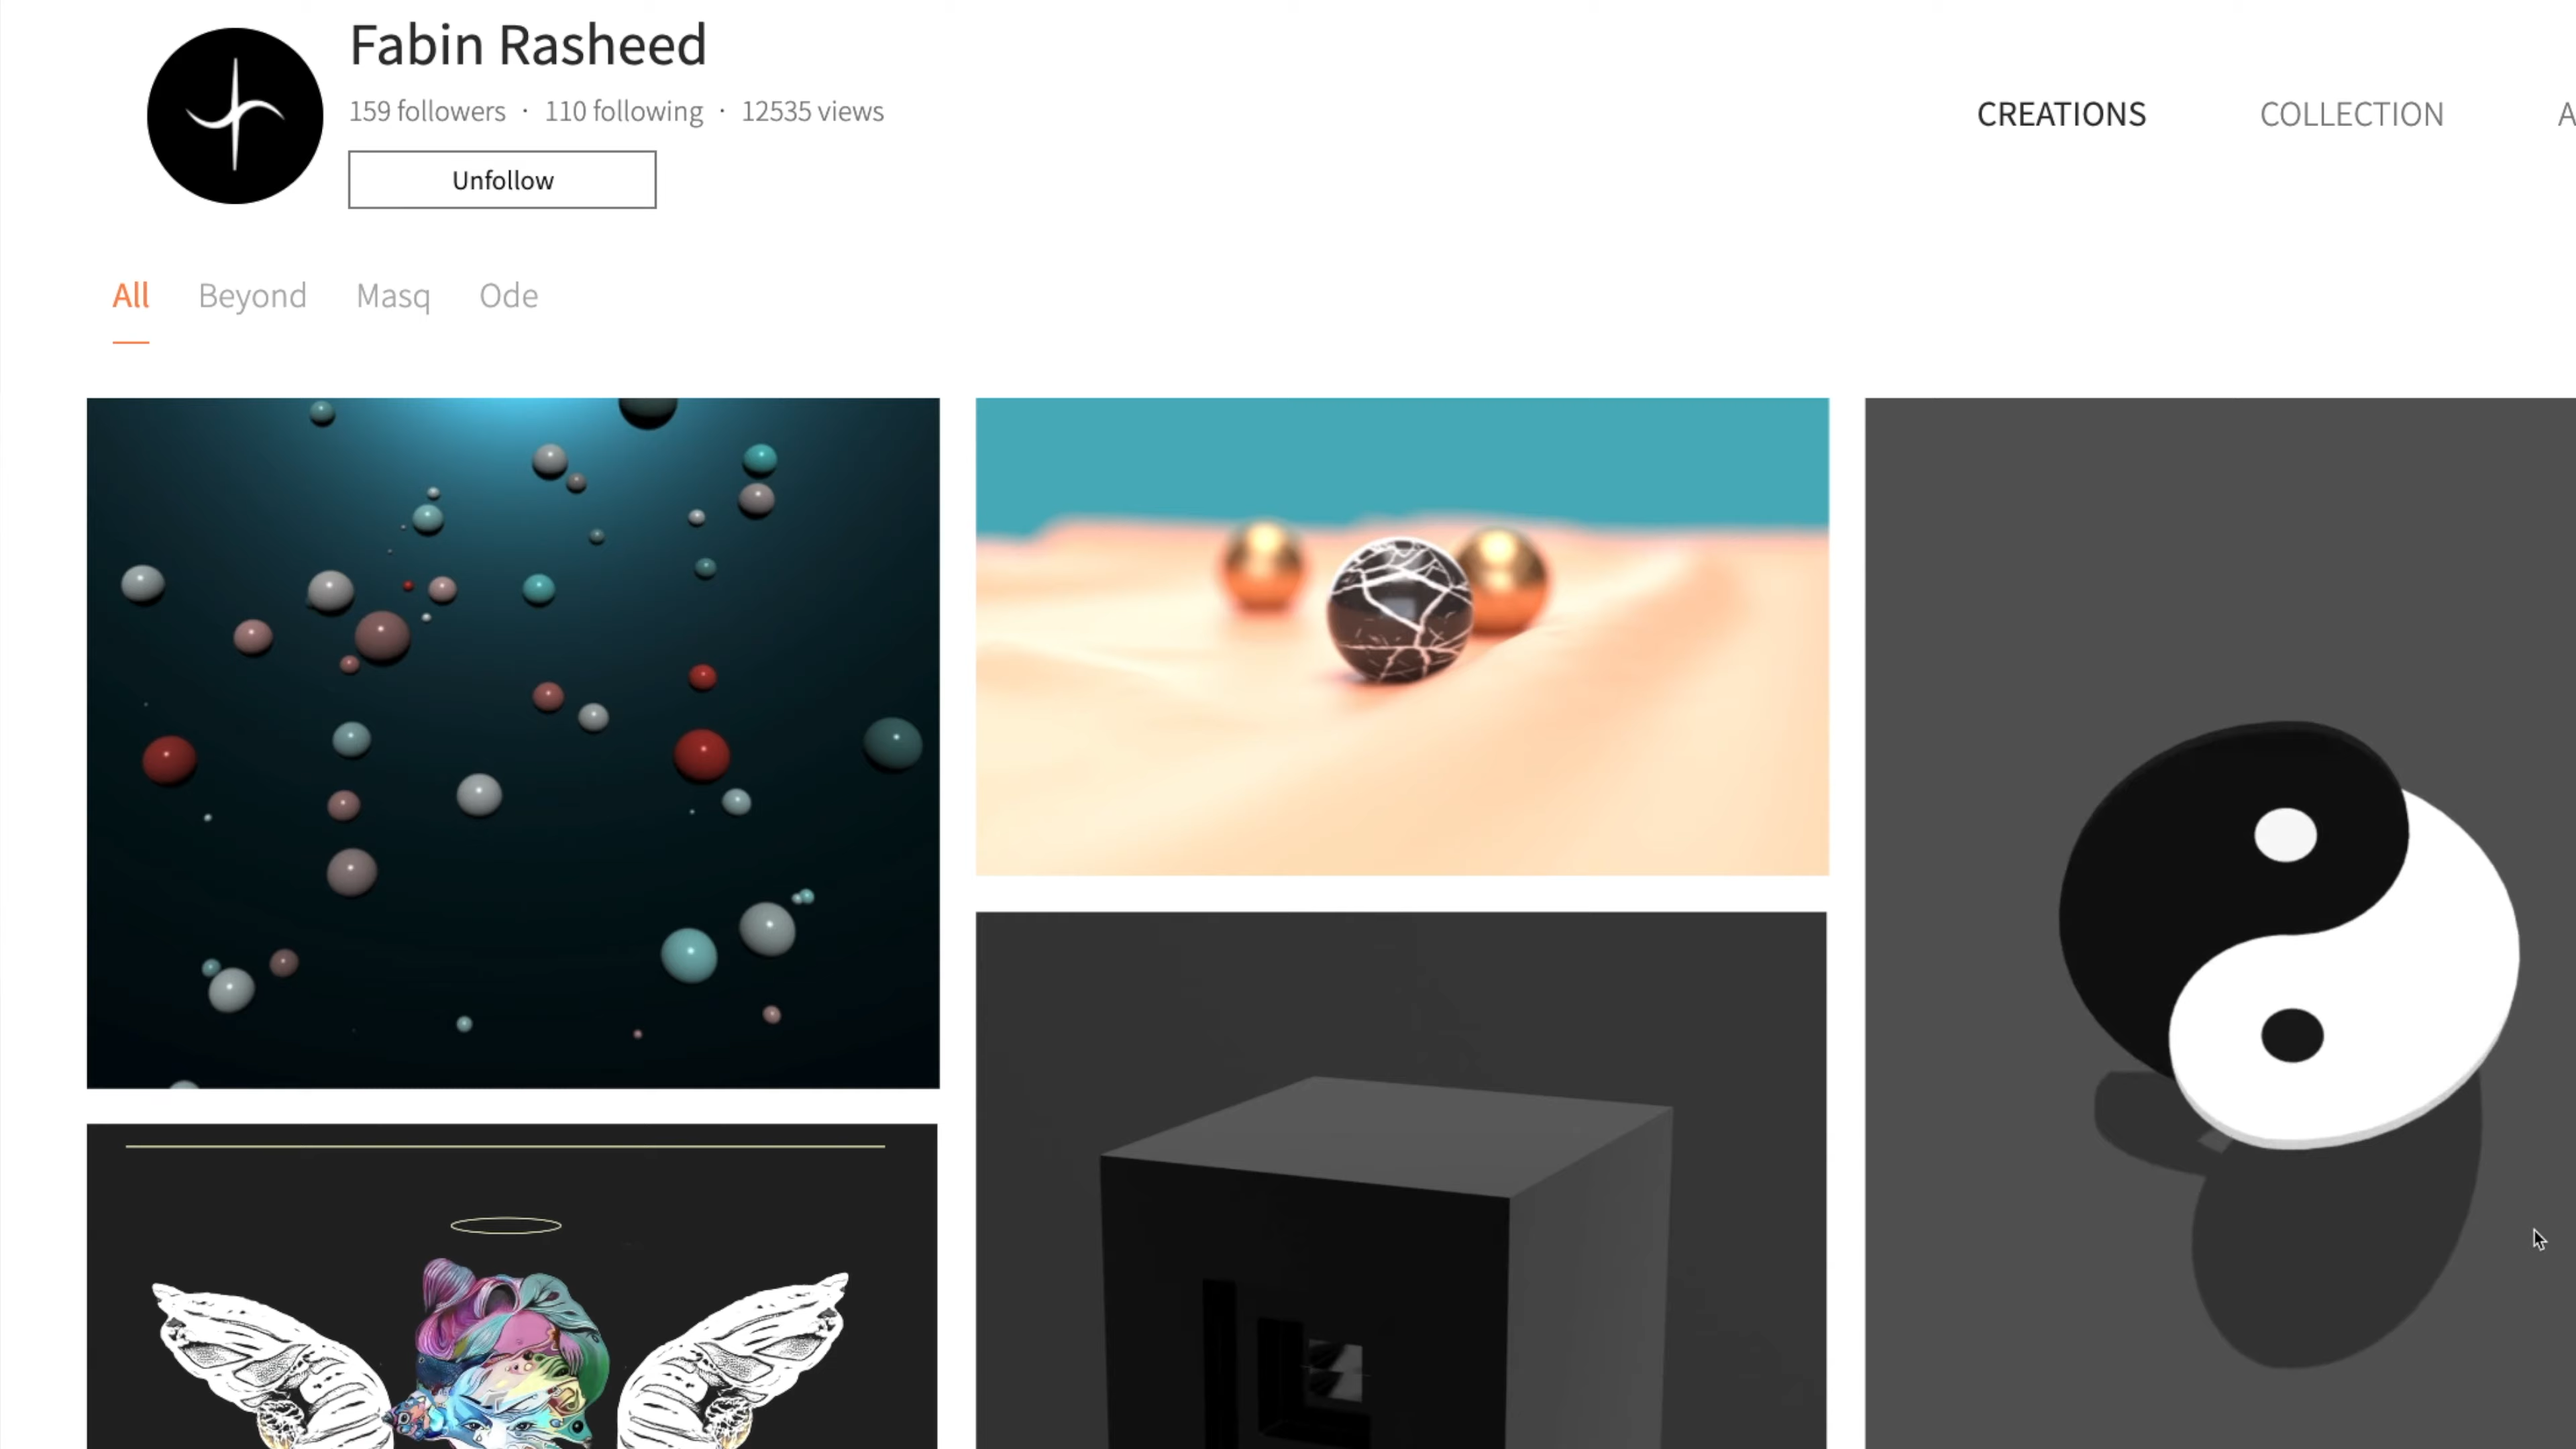 Fabin Rasheed
159 followers · 110 following · 12535 views
Unfollow
CREATIONS COLLECTION
All Beyond Masq Ode